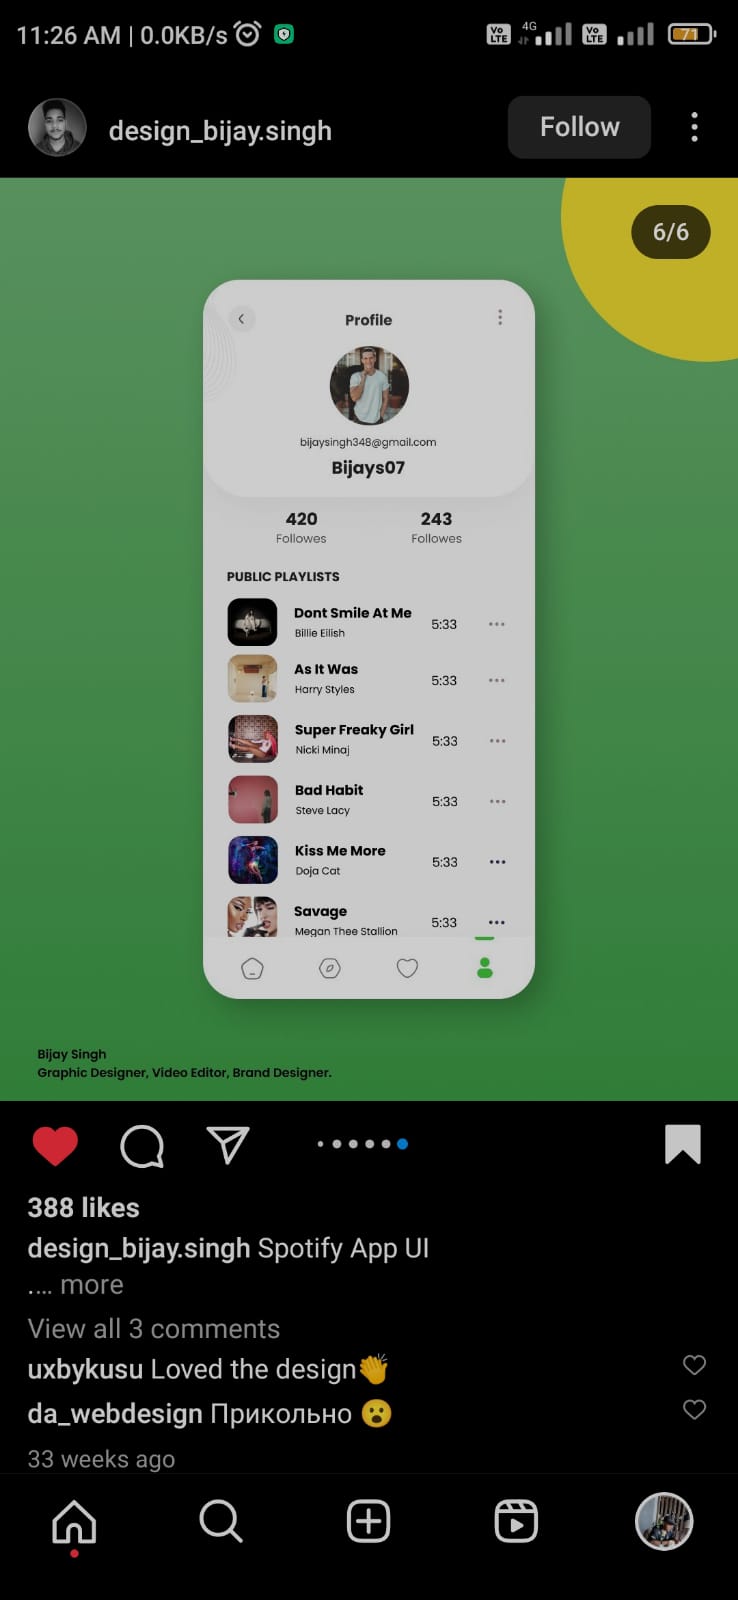 11:26 AM | 0.0KB/s
Vo LTE 4G Vo LTE 71
design_bijay.singh Follow
6/6
Profile
bijaysingh348@gmail.com
Bijays07
420 243
Followes Followes
PUBLIC PLAYLISTS
Dont Smile At Me
Billie Eilish 5:33
As It Was
Harry Styles 5:33
Super Freaky Girl
Nicki Minaj 5:33
Bad Habit
Steve Lacy 5:33
Kiss Me More
Doja Cat 5:33
Savage
Megan Thee Stallion 5:33
Bijay Singh
Graphic Designer, Video Editor, Brand Designer.
388 likes
design_bijay.singh Spotify App UI
.... more
View all 3 comments
uxbykusu Loved the design👏
da_webdesign Прикольно 😮
33 weeks ago